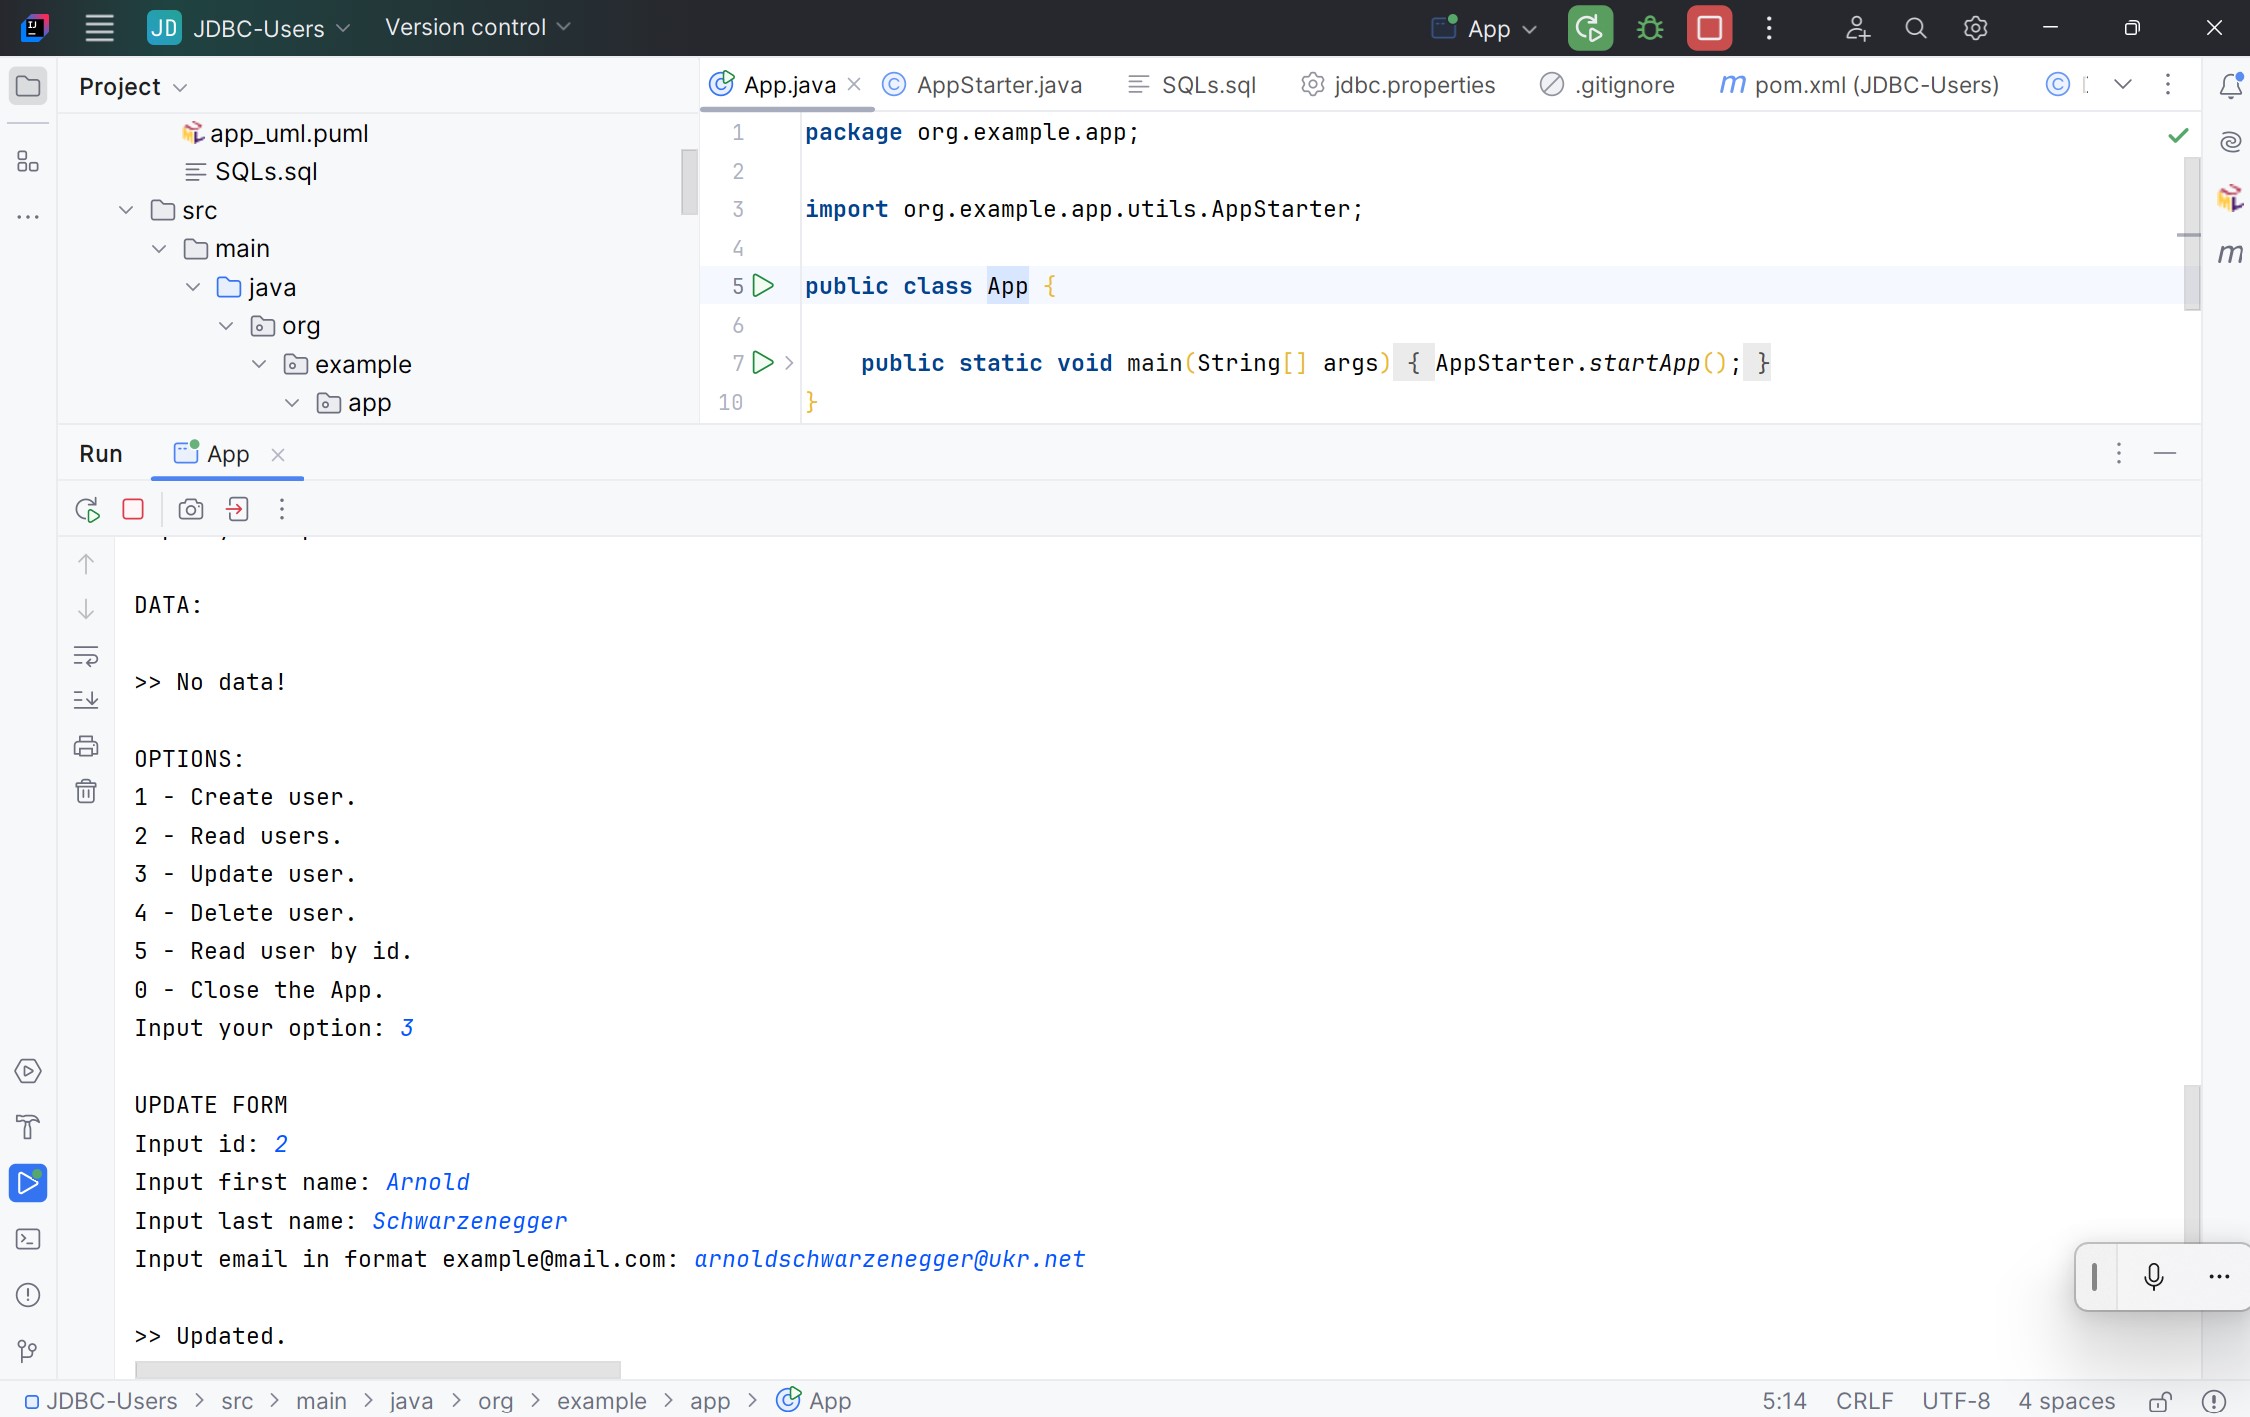 JD JDBC-Users Version control App
Project
App.java AppStarter.java SQLs.sql jdbc.properties .gitignore pom.xml (JDBC-Users)
app_uml.puml
SQLs.sql
src
main
java
org
example
app
1 package org.example.app;
2
3 import org.example.app.utils.AppStarter;
4
5 public class App {
6
7 public static void main(String[] args) { AppStarter.startApp(); }
10 }
Run App
DATA:
>> No data!
OPTIONS:
1 - Create user.
2 - Read users.
3 - Update user.
4 - Delete user.
5 - Read user by id.
0 - Close the App.
Input your option: 3
UPDATE FORM
Input id: 2
Input first name: Arnold
Input last name: Schwarzenegger
Input email in format example@mail.com: arnoldschwarzenegger@ukr.net
>> Updated.
JDBC-Users > src > main > java > org > example > app > App 5:14 CRLF UTF-8 4 spaces